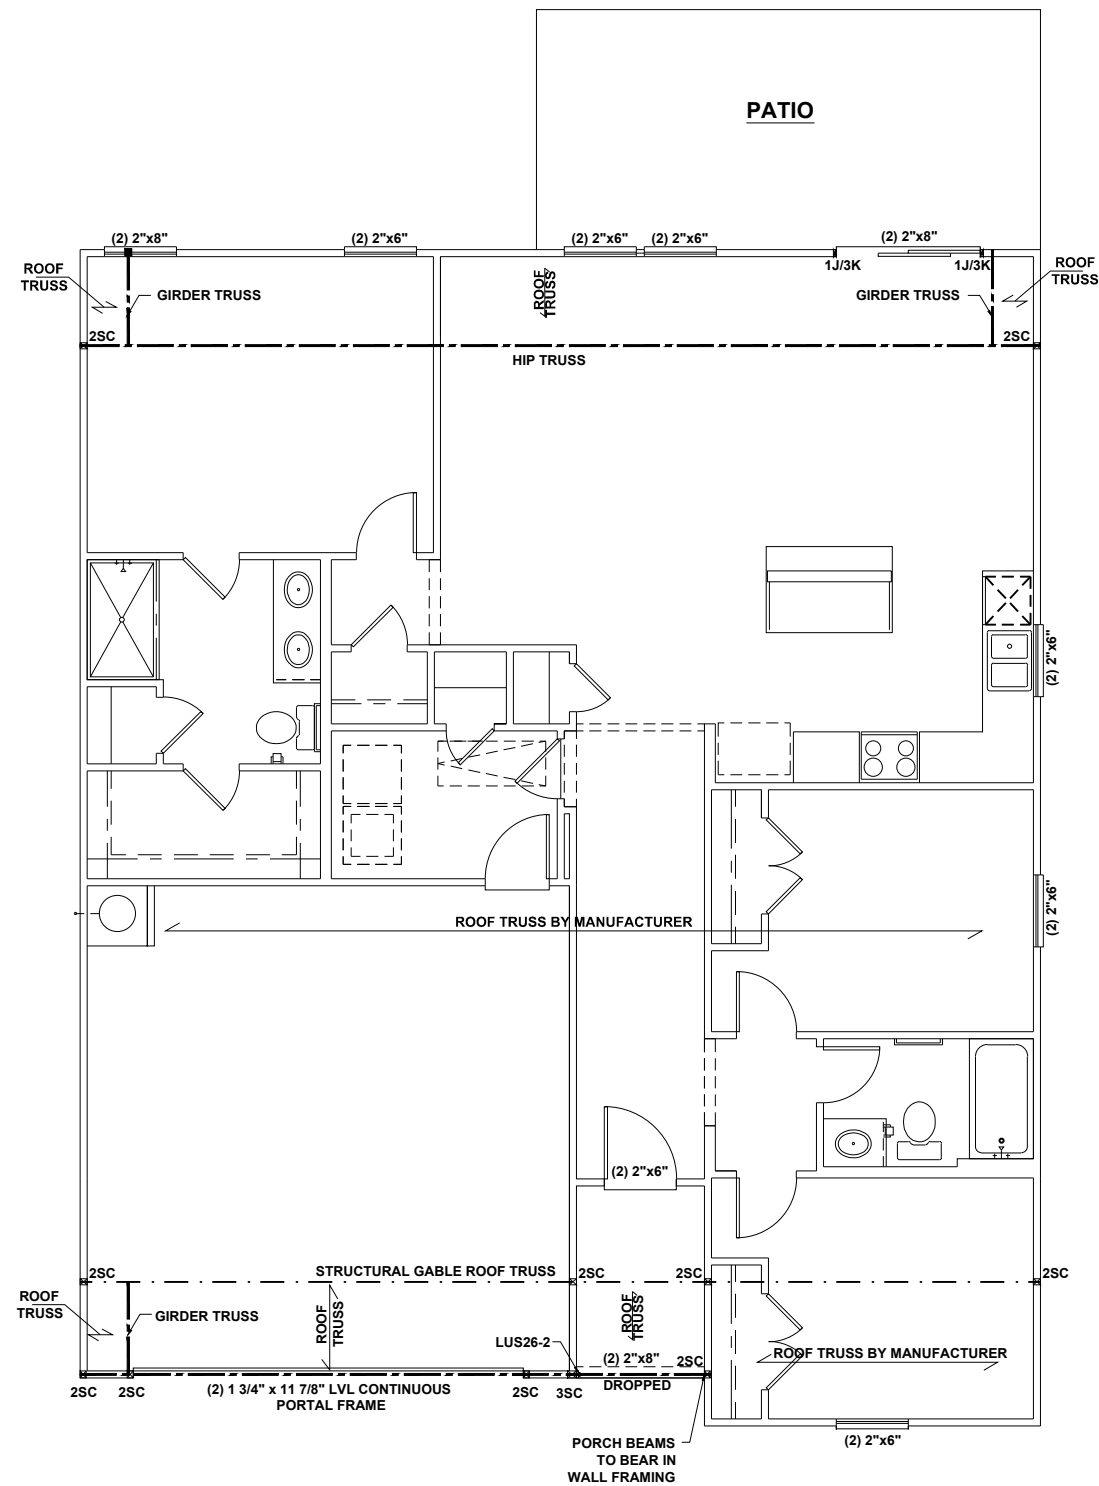 PATIO
(2) 2"x8"
(2) 2"x6"
(2) 2"x6"
(2) 2"x6"
(2) 2"x8"
ROOF
TRUSS
GIRDER TRUSS
ROOF
TRUSS
1J/3K
1J/3K
GIRDER TRUSS
ROOF
TRUSS
2SC
2SC
HIP TRUSS
(2) 2"x6"
(2) 2"x6"
ROOF TRUSS BY MANUFACTURER
(2) 2"x6"
2SC
STRUCTURAL GABLE ROOF TRUSS
2SC
2SC
2SC
ROOF
TRUSS
GIRDER TRUSS
ROOF
TRUSS
ROOF
TRUSS
LUS26-2
(2) 2"x8"
2SC
ROOF TRUSS BY MANUFACTURER
DROPPED
2SC
2SC
(2) 1 3/4" x 11 7/8" LVL CONTINUOUS
PORTAL FRAME
2SC
3SC
PORCH BEAMS
TO BEAR IN
WALL FRAMING
(2) 2"x6"